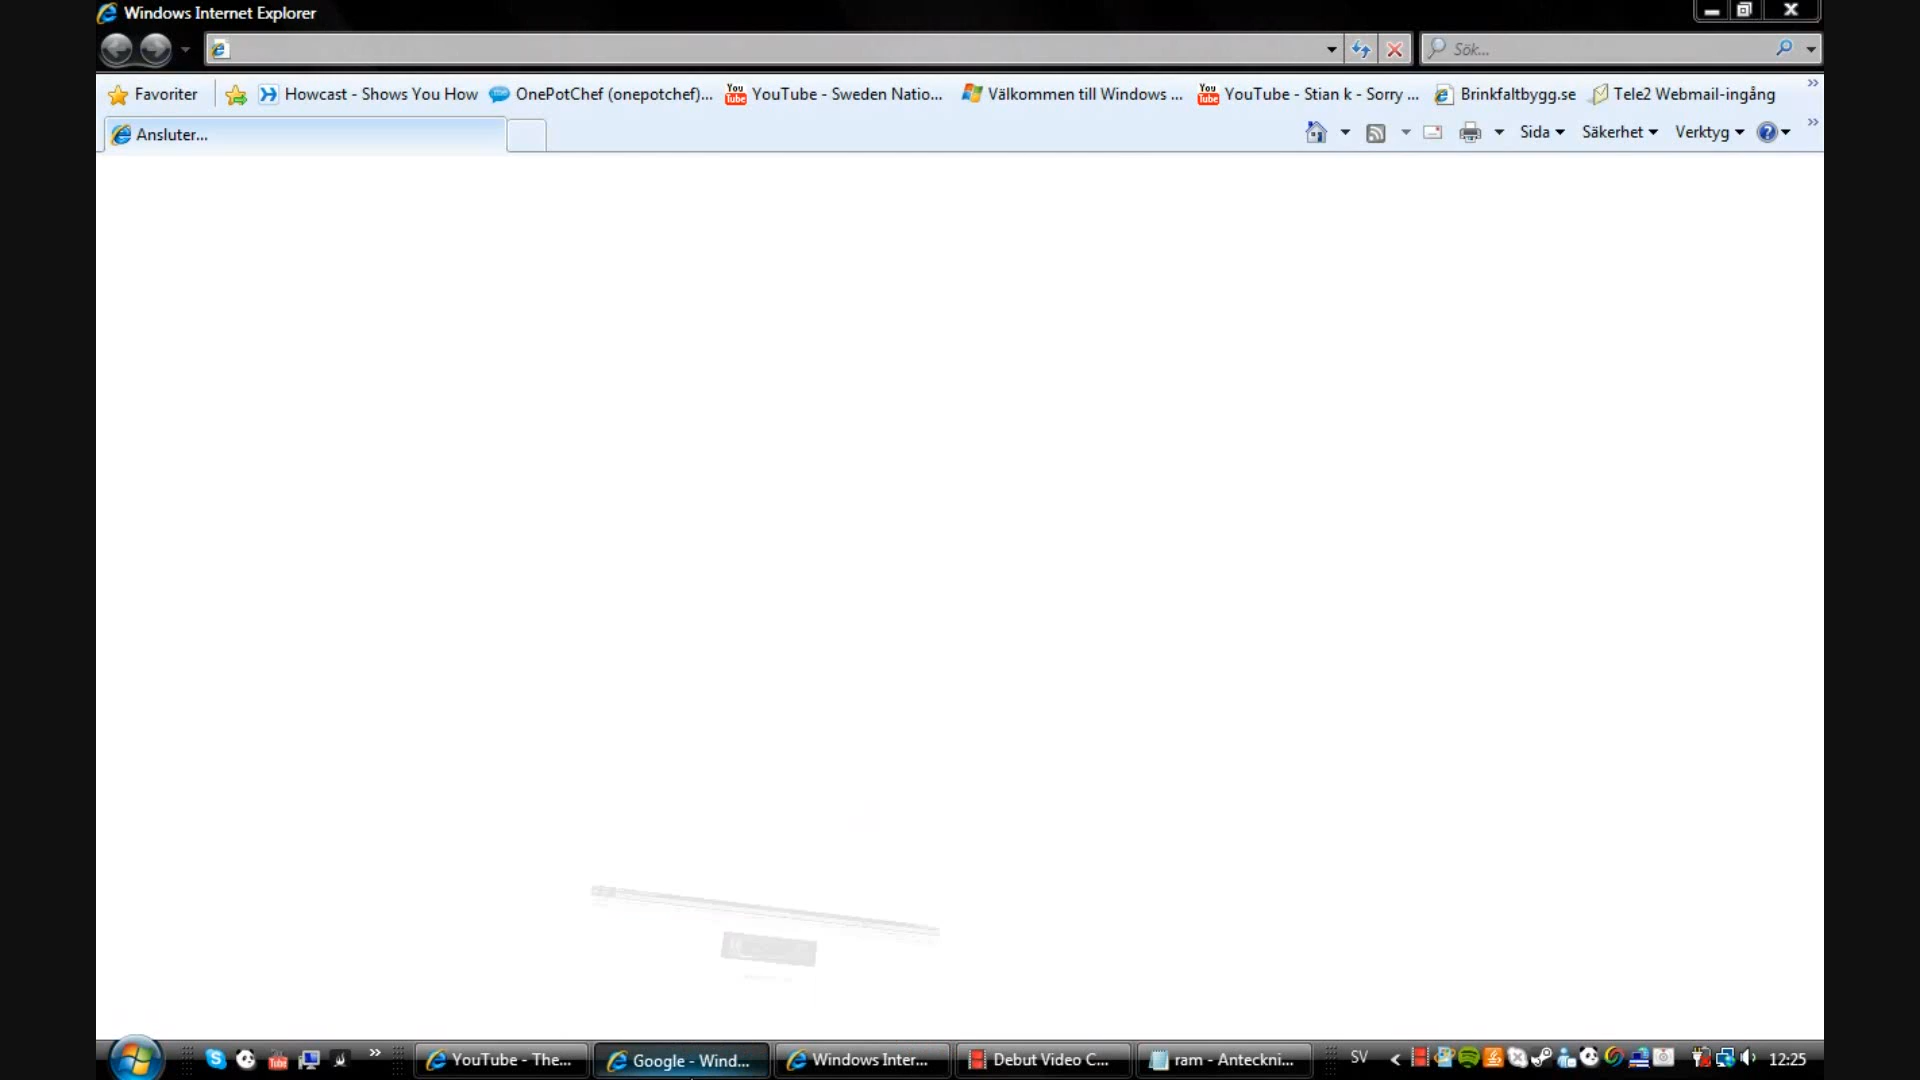 Windows Internet Explorer
Sök...
Favoriter Howcast - Shows You How OnePotChef (onepotchef)... YouTube - Sweden Natio... Välkommen till Windows ... YouTube - Stian k - Sorry ... Brinkfaltbygg.se Tele2 Webmail-ingång
Ansluter... Sida Säkerhet Verktyg
YouTube - The... Google - Wind... Windows Inter... Debut Video C... ram - Anteckni... SV 12:25